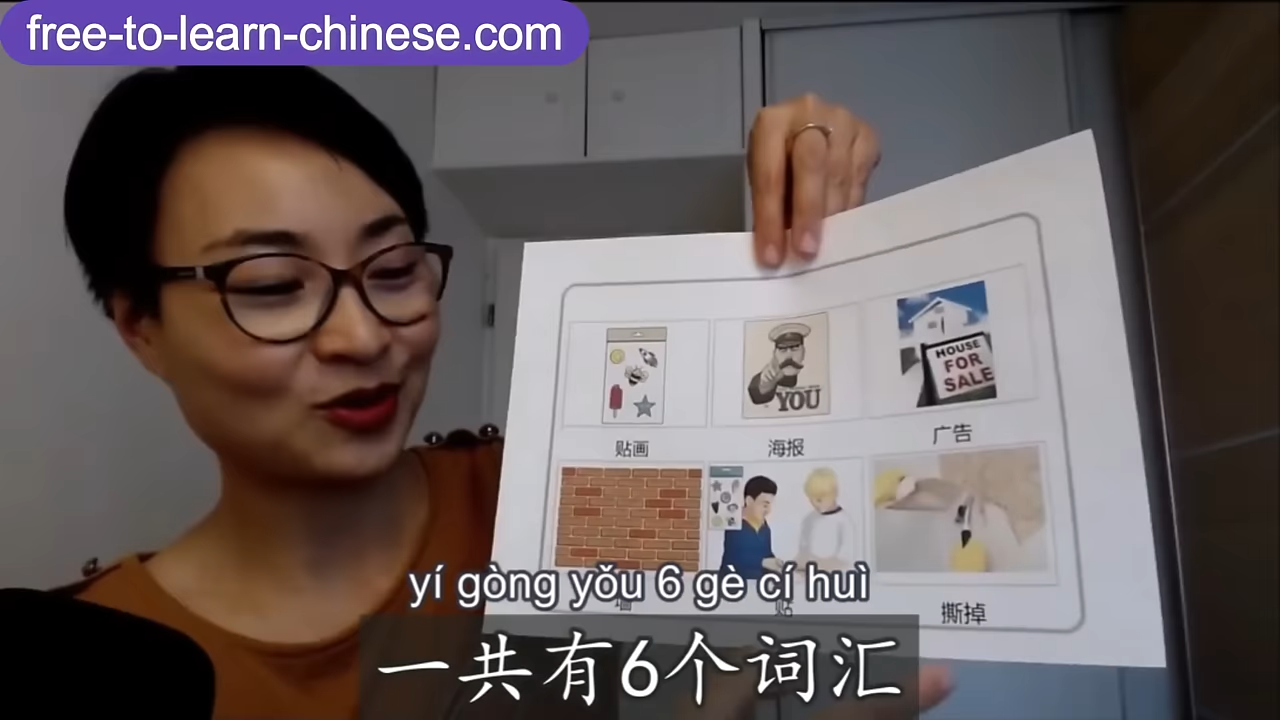 free-to-learn-chinese.com
YOU
HOUSE
FOR
SALE
贴画
海报
广告
墙
贴
撕掉
yí gòng yǒu 6 gè cí huì
一共有6个词汇